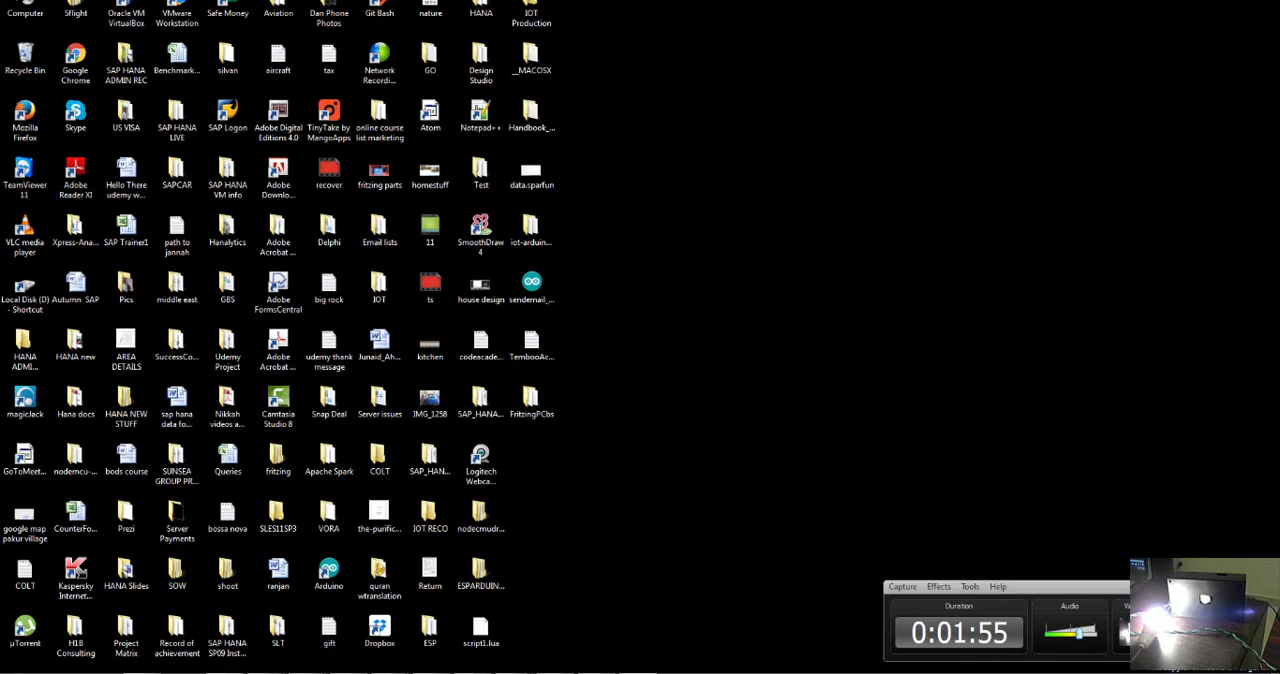 Computer Sflight Oracle VM VirtualBox VMware Workstation Safe Money Aviation Dan Phone Photos Git Bash nature HANA IOT Production
Recycle Bin Google Chrome SAP HANA ADMIN REC Benchmark... silvan aircraft tax Network Recordi... GO Design Studio __MACOSX
Mozilla Firefox Skype US VISA SAP HANA LIVE SAP Logon Adobe Digital Editions 4.0 TinyTake by MangoApps online course list marketing Atom Notepad++ Handbook_...
TeamViewer 11 Adobe Reader XI Hello There udemy w... SAPCAR SAP HANA VM info Adobe Downlo... recover fritzing parts homestuff Test data.sparfun
VLC media player Xpress-Ana... SAP Trainer1 path to jannah Hanalytics Adobe Acrobat ... Delphi Email lists 11 SmoothDraw 4 iot-arduin...
Local Disk (D) - Shortcut Autumn SAP Pics middle east GBS Adobe FormsCentral big rock IOT ts house design sendemail_...
HANA ADMI... HANA new AREA DETAILS SuccessCo... Udemy Project Adobe Acrobat ... udemy thank message Junaid_Ah... kitchen codeacade... TembooAc...
magicJack Hana docs HANA NEW STUFF sap hana data fo... Nikkah videos a... Camtasia Studio 8 Snap Deal Server issues IMG_1258 SAP_HANA... FritzingPCbs
GoToMeet... nodemcu-... bods course SUNSEA GROUP PR... Queries fritzing Apache Spark COLT SAP_HAN... Logitech Webca...
google map pakur village CounterFo... Prezi Server Payments bossa nova SLES11SP3 VORA the-purific... IOT RECO nodecmudr...
COLT Kaspersky Internet... HANA Slides SOW shoot ranjan Arduino quran wtranslation Return ESPARDUIN...
µTorrent H1B Consulting Project Matrix Record of achievement SAP HANA SP09 Inst... SLT gift Dropbox ESP script1.lua
Capture Effects Tools Help
Duration Audio
0:01:55